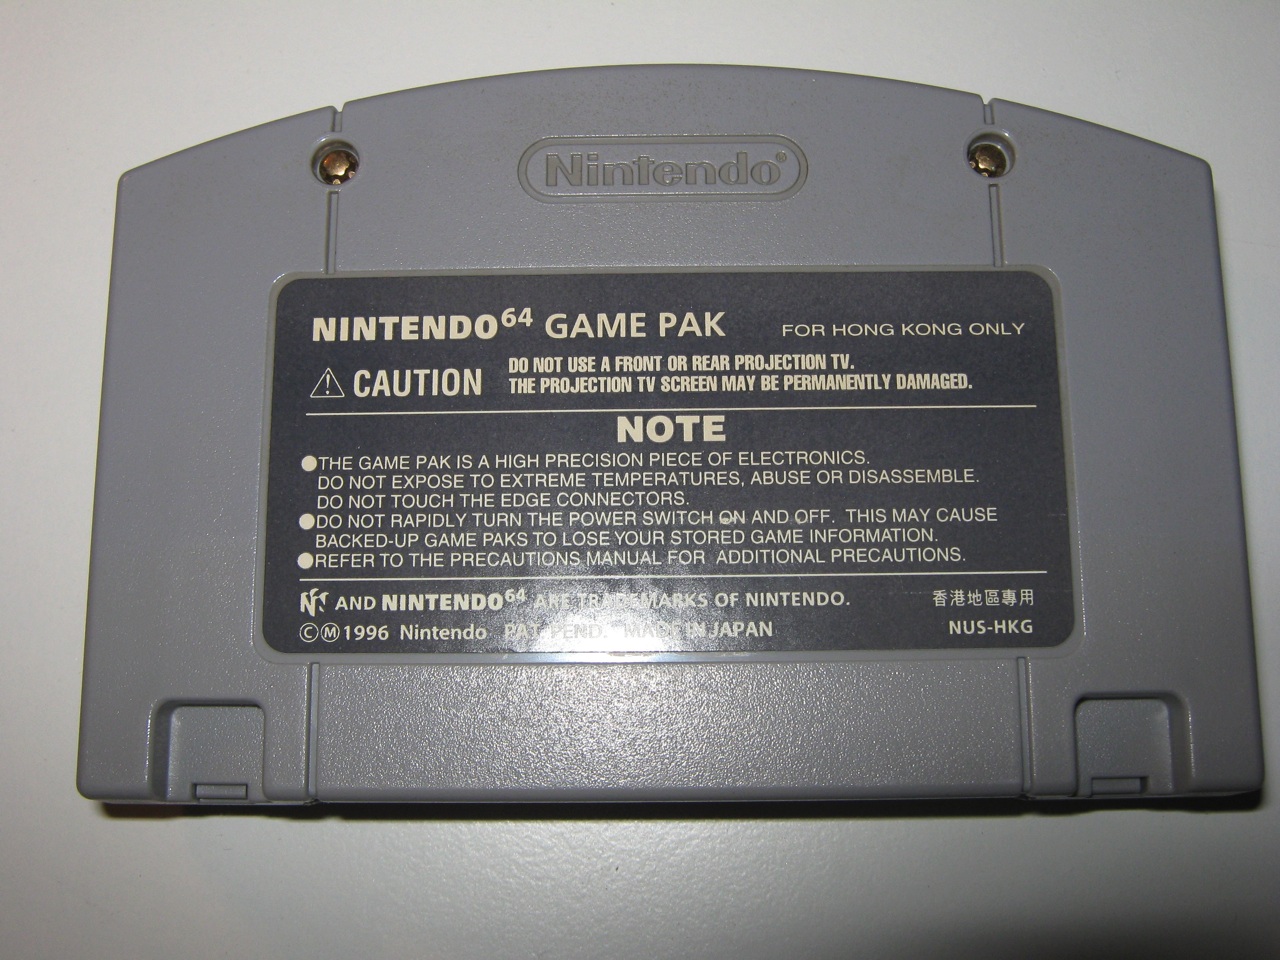 Nintendo®
NINTENDO64 GAME PAK FOR HONG KONG ONLY
⚠ CAUTION DO NOT USE A FRONT OR REAR PROJECTION TV.
THE PROJECTION TV SCREEN MAY BE PERMANENTLY DAMAGED.
NOTE
●THE GAME PAK IS A HIGH PRECISION PIECE OF ELECTRONICS.
DO NOT EXPOSE TO EXTREME TEMPERATURES, ABUSE OR DISASSEMBLE.
DO NOT TOUCH THE EDGE CONNECTORS.
●DO NOT RAPIDLY TURN THE POWER SWITCH ON AND OFF. THIS MAY CAUSE
BACKED-UP GAME PAKS TO LOSE YOUR STORED GAME INFORMATION.
●REFER TO THE PRECAUTIONS MANUAL FOR ADDITIONAL PRECAUTIONS.
AND NINTENDO64 ARE TRADEMARKS OF NINTENDO. 香港地區專用
ⒸⓂ1996 Nintendo PAT. PEND. MADE IN JAPAN NUS-HKG